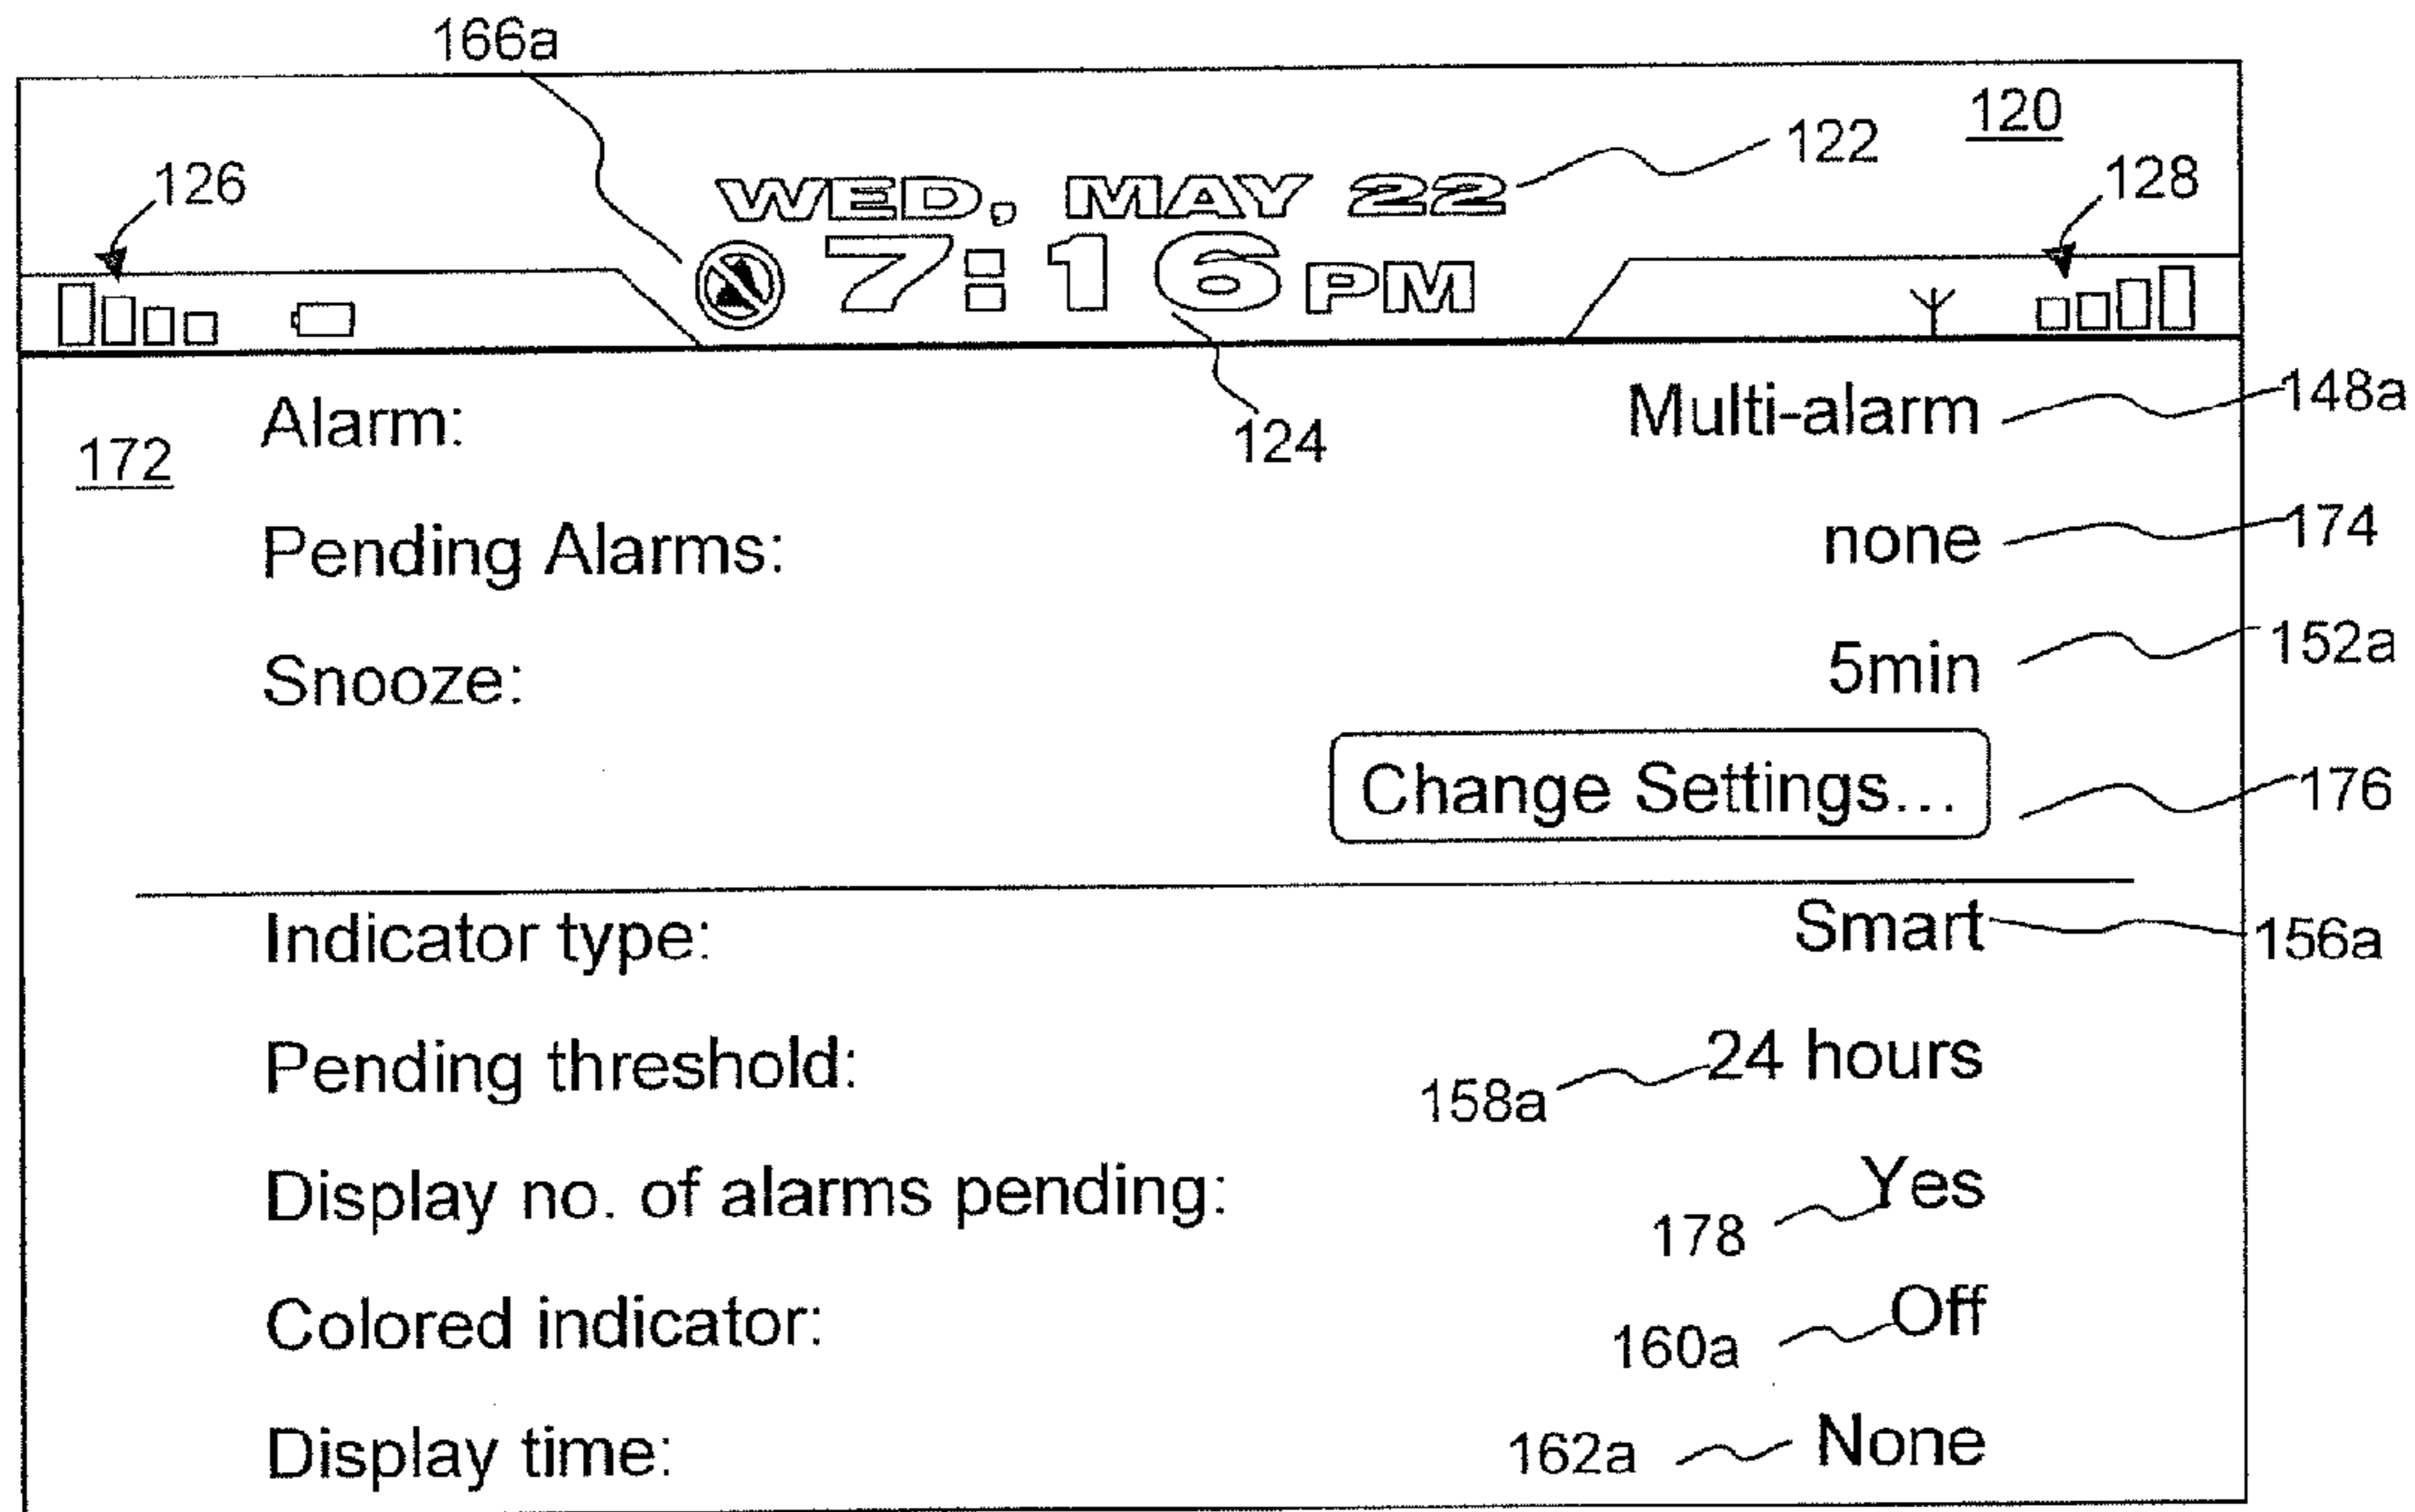 166a
120
122
126
WED, MAY 22
128
7:16 PM
Alarm:
Multi-alarm
148a
172
124
Pending Alarms:
none
174
Snooze:
5min
152a
Change Settings...
176
Indicator type:
Smart
156a
Pending threshold:
24 hours
158a
Display no. of alarms pending:
Yes
178
Colored indicator:
Off
160a
Display time:
None
162a